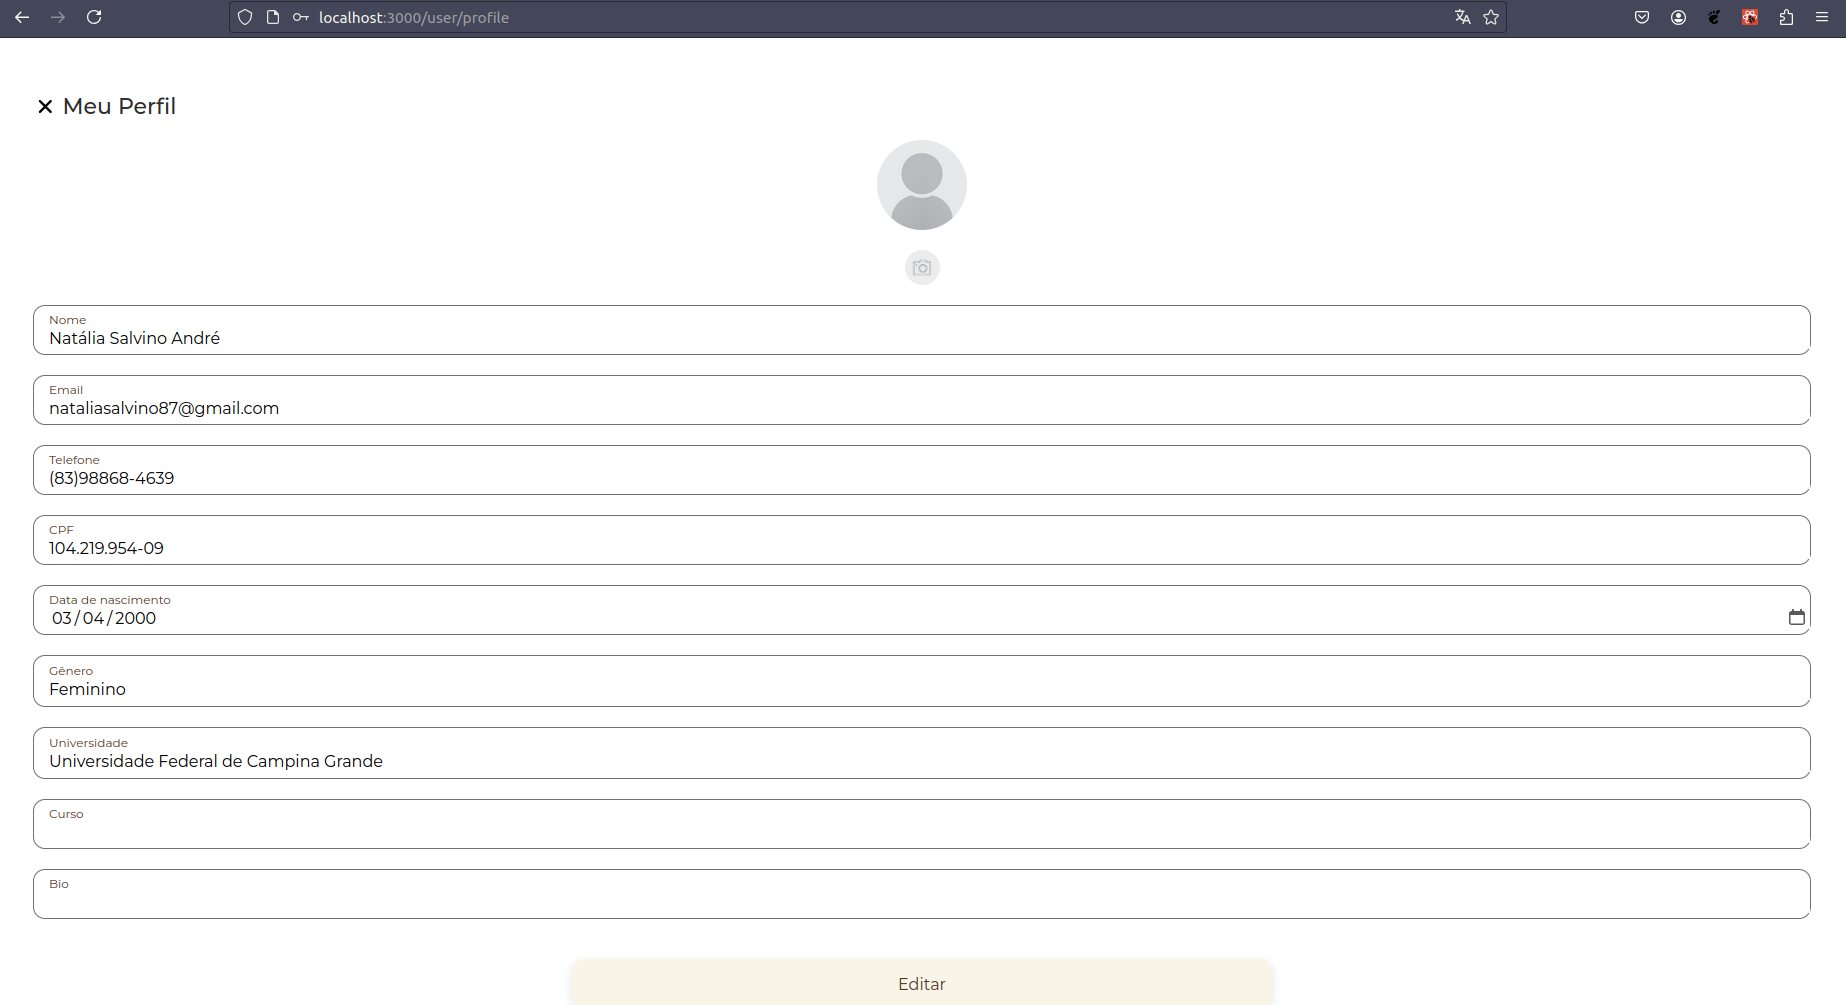 localhost:3000/user/profile
Meu Perfil
Nome
Natália Salvino André
Email
nataliasalvino87@gmail.com
Telefone
(83)98868-4639
CPF
104.219.954-09
Data de nascimento
03/04/2000
Gênero
Feminino
Universidade
Universidade Federal de Campina Grande
Curso
Bio
Editar